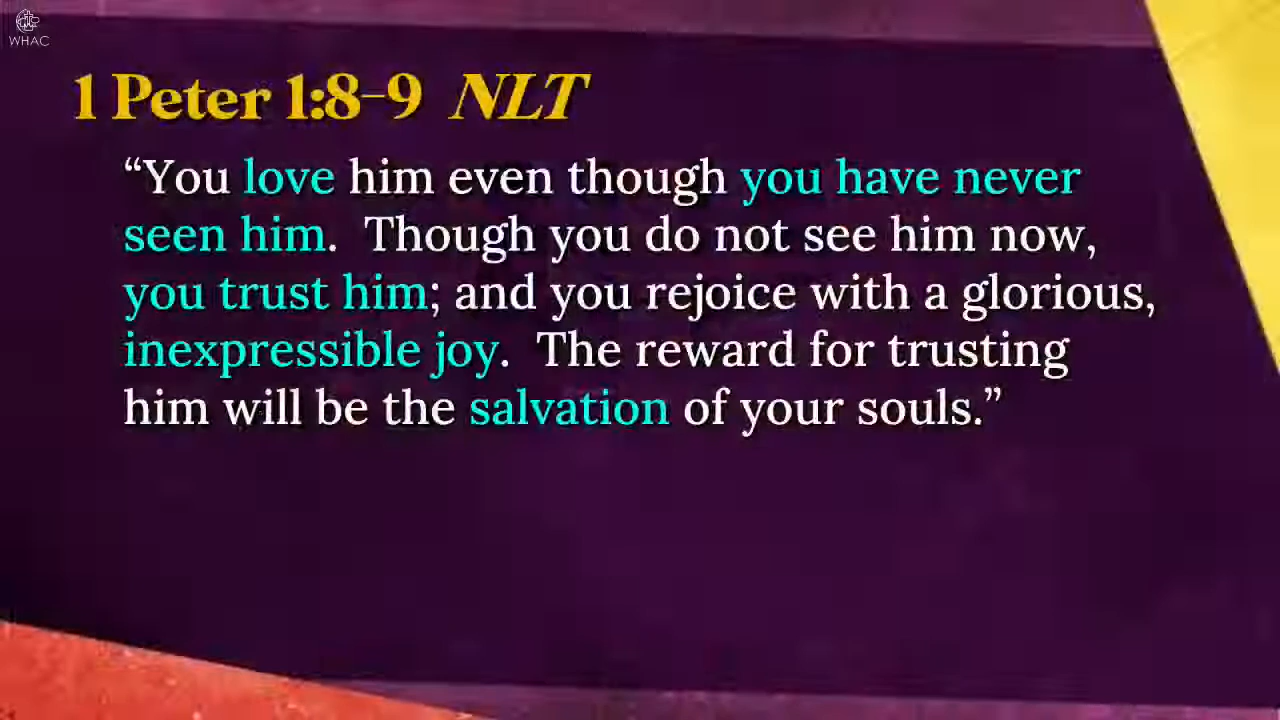 WHAC
1 Peter 1:8–9 NLT
“You love him even though you have never
seen him. Though you do not see him now,
you trust him; and you rejoice with a glorious,
inexpressible joy. The reward for trusting
him will be the salvation of your souls.”